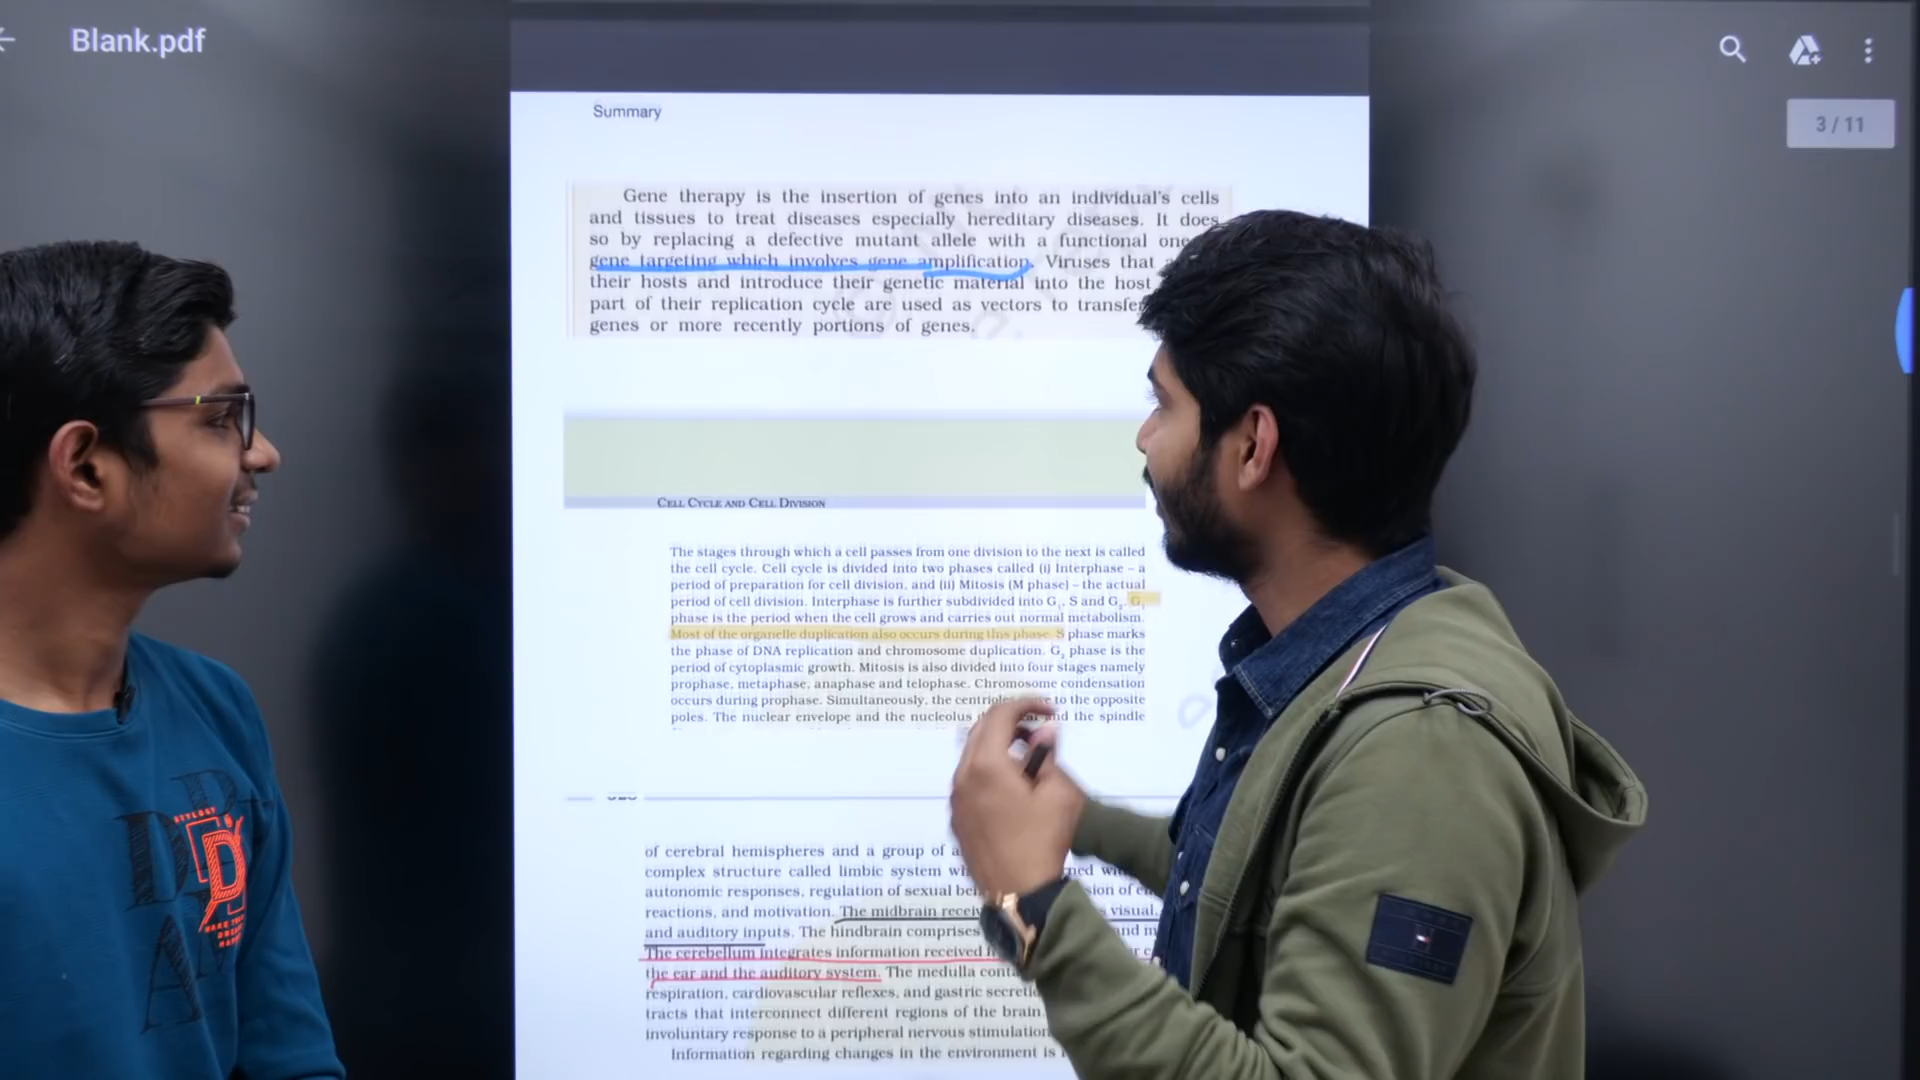 Blank.pdf
3 / 11
Summary
Gene therapy is the insertion of genes into an individual's cells
and tissues to treat diseases especially hereditary diseases. It does
so by replacing a defective mutant allele with a functional one
gene targeting which involves gene amplification. Viruses that
their hosts and introduce their genetic material into the host
part of their replication cycle are used as vectors to transfer
genes or more recently portions of genes.
CELL CYCLE AND CELL DIVISION
The stages through which a cell passes from one division to the next is called
the cell cycle. Cell cycle is divided into two phases called (i) Interphase – a
period of preparation for cell division, and (ii) Mitosis (M phase) – the actual
period of cell division. Interphase is further subdivided into G₁, S and G₂. G₁
phase is the period when the cell grows and carries out normal metabolism.
Most of the organelle duplication also occurs during this phase. S phase marks
the phase of DNA replication and chromosome duplication. G₂ phase is the
period of cytoplasmic growth. Mitosis is also divided into four stages namely
prophase, metaphase, anaphase and telophase. Chromosome condensation
occurs during prophase. Simultaneously, the centrioles to the opposite
poles. The nuclear envelope and the nucleolus and the spindle
of cerebral hemispheres and a group of
complex structure called limbic system
autonomic responses, regulation of sexual
reactions, and motivation. The midbrain visual,
and auditory inputs. The hindbrain comprises and
The cerebellum integrates information received
the ear and the auditory system. The medulla
respiration, cardiovascular reflexes, and gastric
tracts that interconnect different regions of the brain.
involuntary response to a peripheral nervous stimulation
Information regarding changes in the environment is